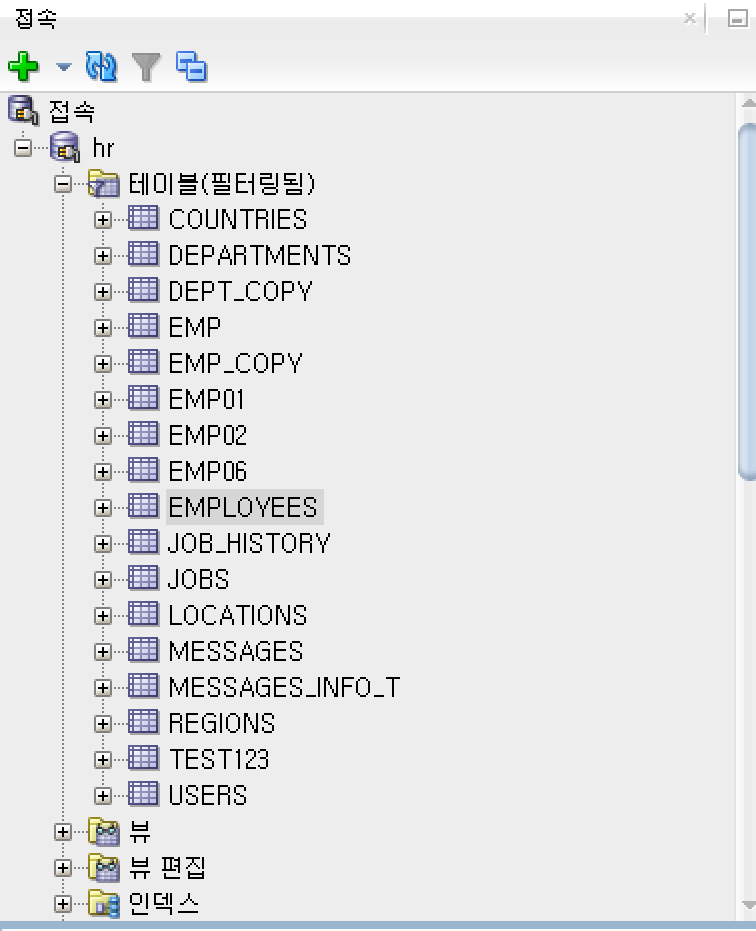 접속
접속
hr
테이블(필터링됨)
COUNTRIES
DEPARTMENTS
DEPT_COPY
EMP
EMP_COPY
EMP01
EMP02
EMP06
EMPLOYEES
JOB_HISTORY
JOBS
LOCATIONS
MESSAGES
MESSAGES_INFO_T
REGIONS
TEST123
USERS
뷰
뷰 편집
인덱스